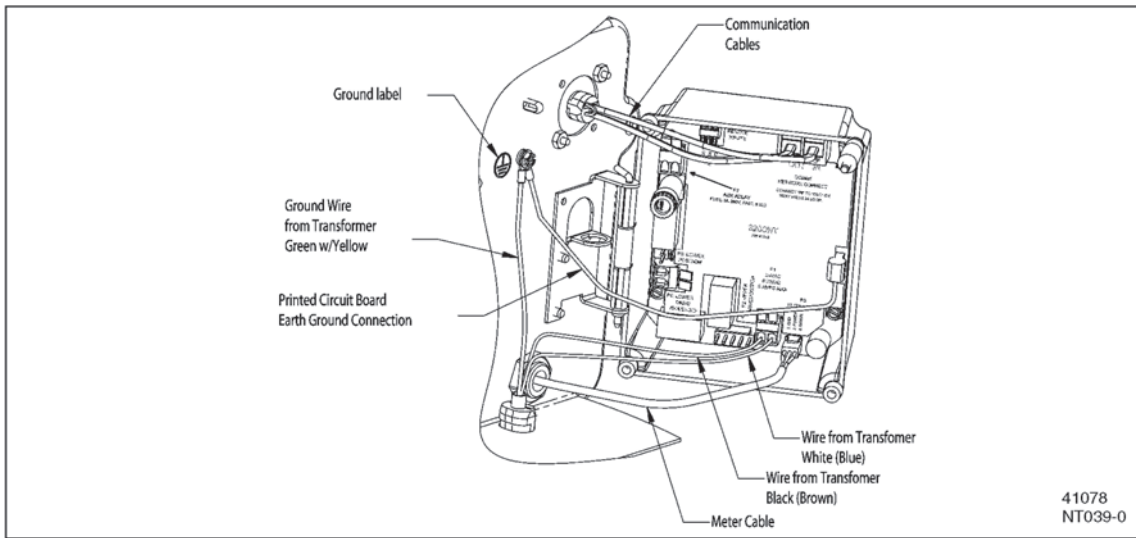 Communication
Cables
Ground label
Ground Wire
from Transformer
Green w/Yellow
Printed Circuit Board
Earth Ground Connection
Wire from Transfomer
White (Blue)
Wire from Transfomer
Black (Brown)
Meter Cable
41078
NT039-0